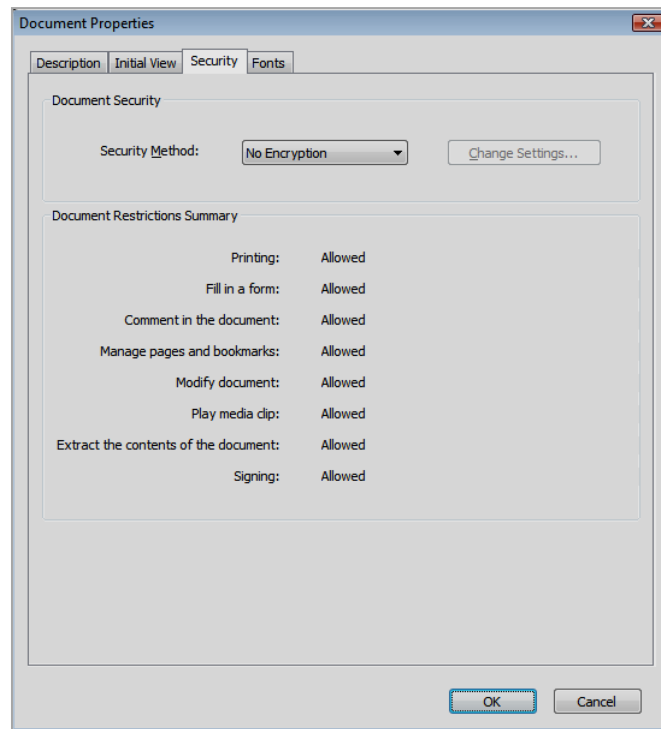 Document Properties
Description Initial View Security Fonts
Document Security
Security Method: No Encryption Change Settings...
Document Restrictions Summary
Printing: Allowed
Fill in a form: Allowed
Comment in the document: Allowed
Manage pages and bookmarks: Allowed
Modify document: Allowed
Play media clip: Allowed
Extract the contents of the document: Allowed
Signing: Allowed
OK Cancel